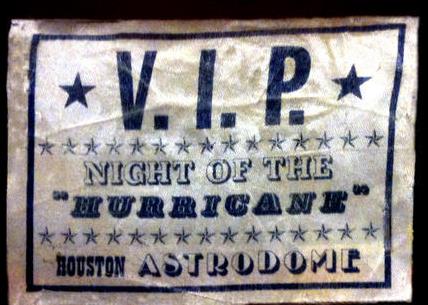 V. I. P.
NIGHT OF THE
"HURRICANE"
HOUSTON ASTRODOME